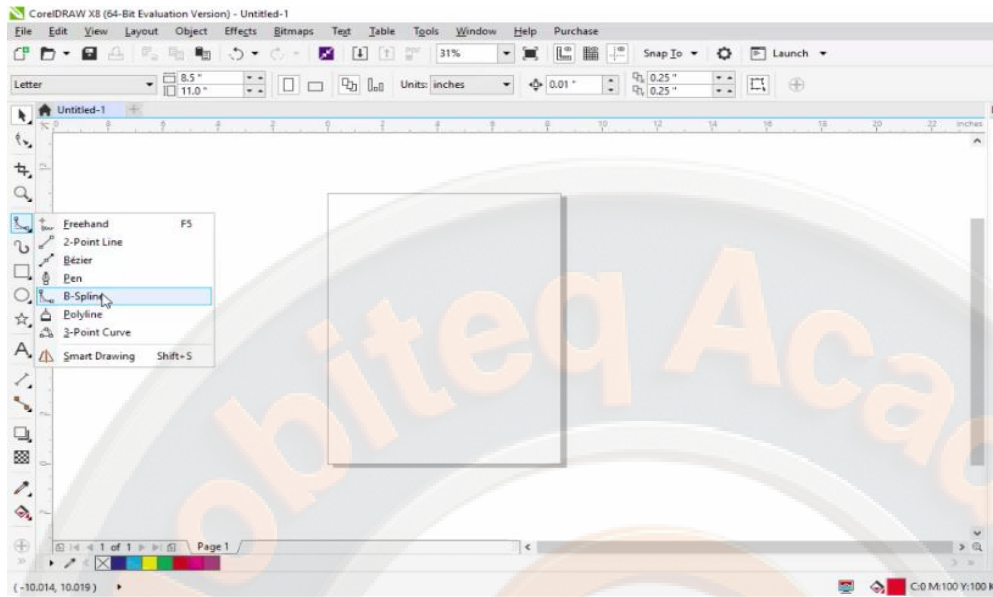 CorelDRAW X8 (64-Bit Evaluation Version) - Untitled-1
File Edit View Layout Object Effects Bitmaps Text Table Tools Window Help Purchase
PDF 31% Snap To Launch
Letter 8.5 " 11.0 " Units: inches 0.01 " 0.25 " 0.25 "
Untitled-1
inches
Freehand F5
2-Point Line
Bézier
Pen
B-Spline
Polyline
3-Point Curve
Smart Drawing Shift+S
obiteq Acad
1 of 1 Page 1
( -10.014, 10.019 ) C:0 M:100 Y:100 K